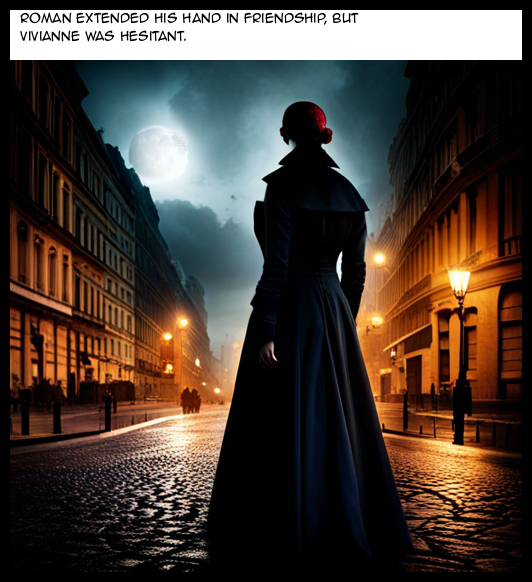 ROMAN EXTENDED HIS HAND IN FRIENDSHIP, BUT
VIVIANNE WAS HESITANT.